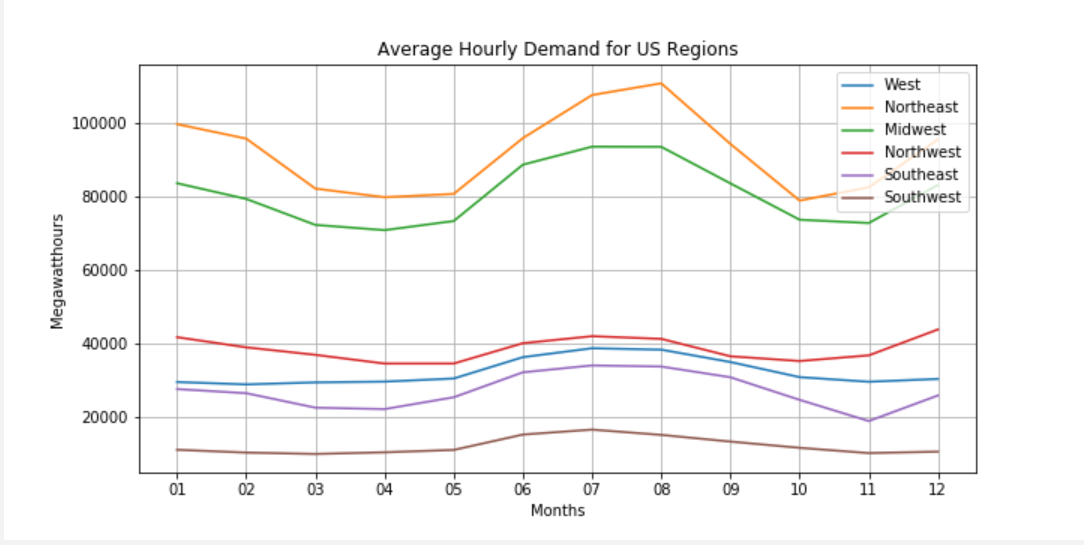 Average Hourly Demand for US Regions
West
Northeast
Midwest
Northwest
Southeast
Southwest
100000
80000
60000
40000
20000
Megawatthours
01 02 03 04 05 06 07 08 09 10 11 12
Months